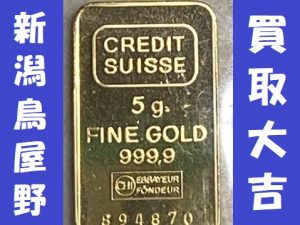 買取大吉
新潟鳥屋野
CREDIT
SUISSE
5 g.
FINE GOLD
999,9
CHI ESSAYEUR
FONDEUR
894870